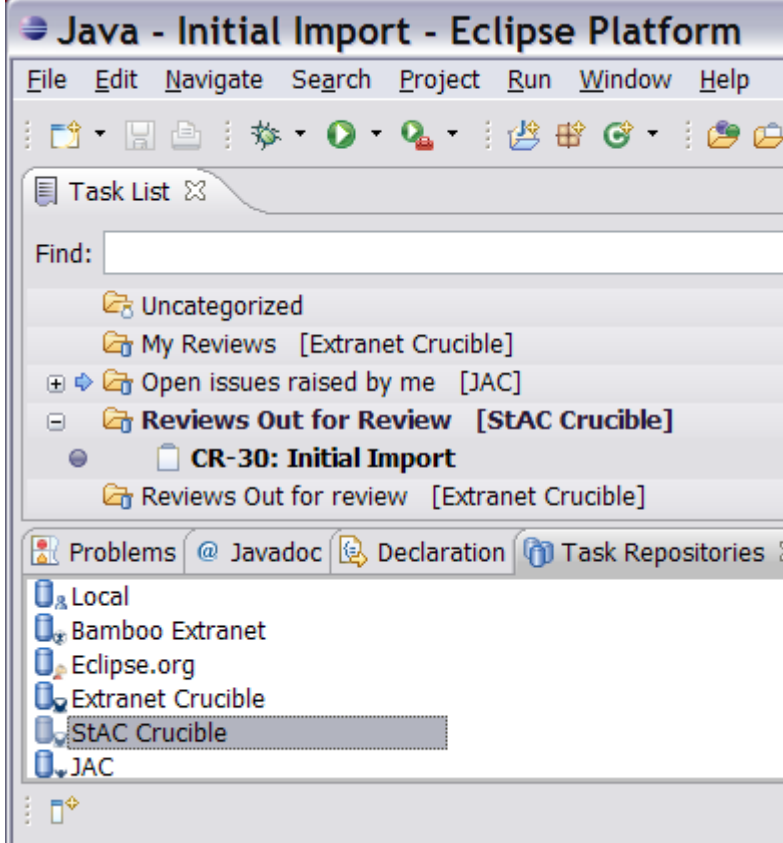 Java - Initial Import - Eclipse Platform
File Edit Navigate Search Project Run Window Help
Task List
Find:
Uncategorized
My Reviews [Extranet Crucible]
Open issues raised by me [JAC]
Reviews Out for Review [StAC Crucible]
CR-30: Initial Import
Reviews Out for review [Extranet Crucible]
Problems @ Javadoc Declaration Task Repositories
Local
Bamboo Extranet
Eclipse.org
Extranet Crucible
StAC Crucible
JAC